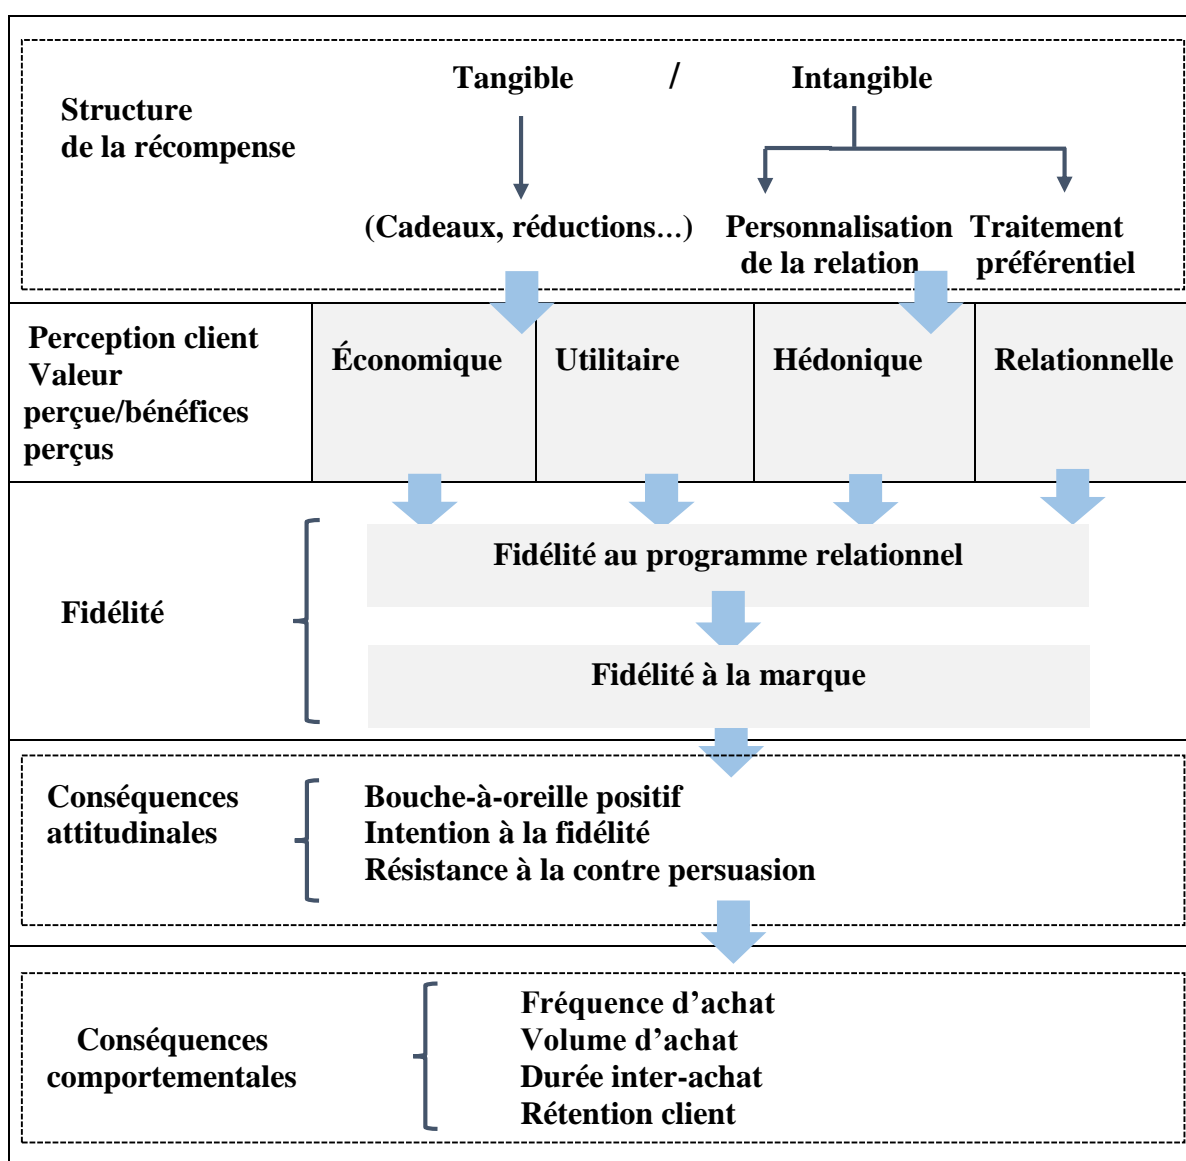 Tangible / Intangible
Structure
de la récompense
(Cadeaux, réductions…) Personnalisation Traitement
de la relation préférentiel
Perception client
Valeur
perçue/bénéfices
perçus
Économique Utilitaire Hédonique Relationnelle
Fidélité au programme relationnel
Fidélité
Fidélité à la marque
Conséquences
attitudinales
Bouche-à-oreille positif
Intention à la fidélité
Résistance à la contre persuasion
Conséquences
comportementales
Fréquence d’achat
Volume d’achat
Durée inter-achat
Rétention client